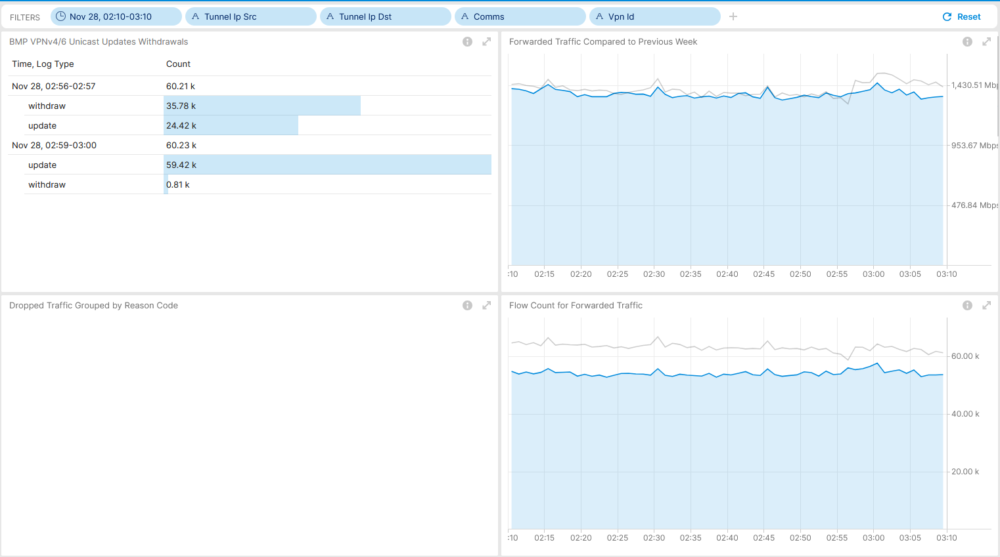 FILTERS Nov 28, 02:10-03:10 Tunnel Ip Src Tunnel Ip Dst Comms Vpn Id Reset
BMP VPNv4/6 Unicast Updates Withdrawals
Time, Log Type Count
Nov 28, 02:56-02:57 60.21 k
withdraw 35.78 k
update 24.42 k
Nov 28, 02:59-03:00 60.23 k
update 59.42 k
withdraw 0.81 k
Forwarded Traffic Compared to Previous Week
1,430.51 Mbp
953.67 Mbps
476.84 Mbps
:10 02:15 02:20 02:25 02:30 02:35 02:40 02:45 02:50 02:55 03:00 03:05 03:10
Dropped Traffic Grouped by Reason Code
Flow Count for Forwarded Traffic
60.00 k
40.00 k
20.00 k
:10 02:15 02:20 02:25 02:30 02:35 02:40 02:45 02:50 02:55 03:00 03:05 03:10